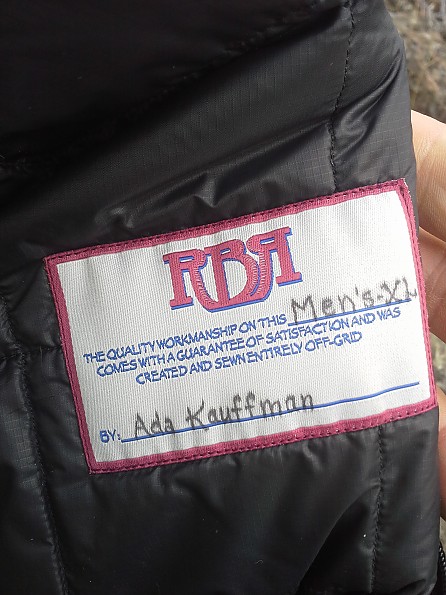 RBR
THE QUALITY WORKMANSHIP ON THIS Men's-XL
COMES WITH A GUARANTEE OF SATISFACTION AND WAS
CREATED AND SEWN ENTIRELY OFF-GRID
BY: Ada Kauffman